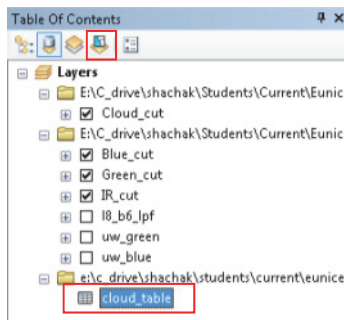 Table Of Contents
Layers
E:\C_drive\shachak\Students\Current\Eunic
Cloud_cut
E:\C_drive\shachak\Students\Current\Eunic
Blue_cut
Green_cut
IR_cut
l8_b6_lpf
uw_green
uw_blue
e:\c_drive\shachak\students\current\eunice
cloud_table